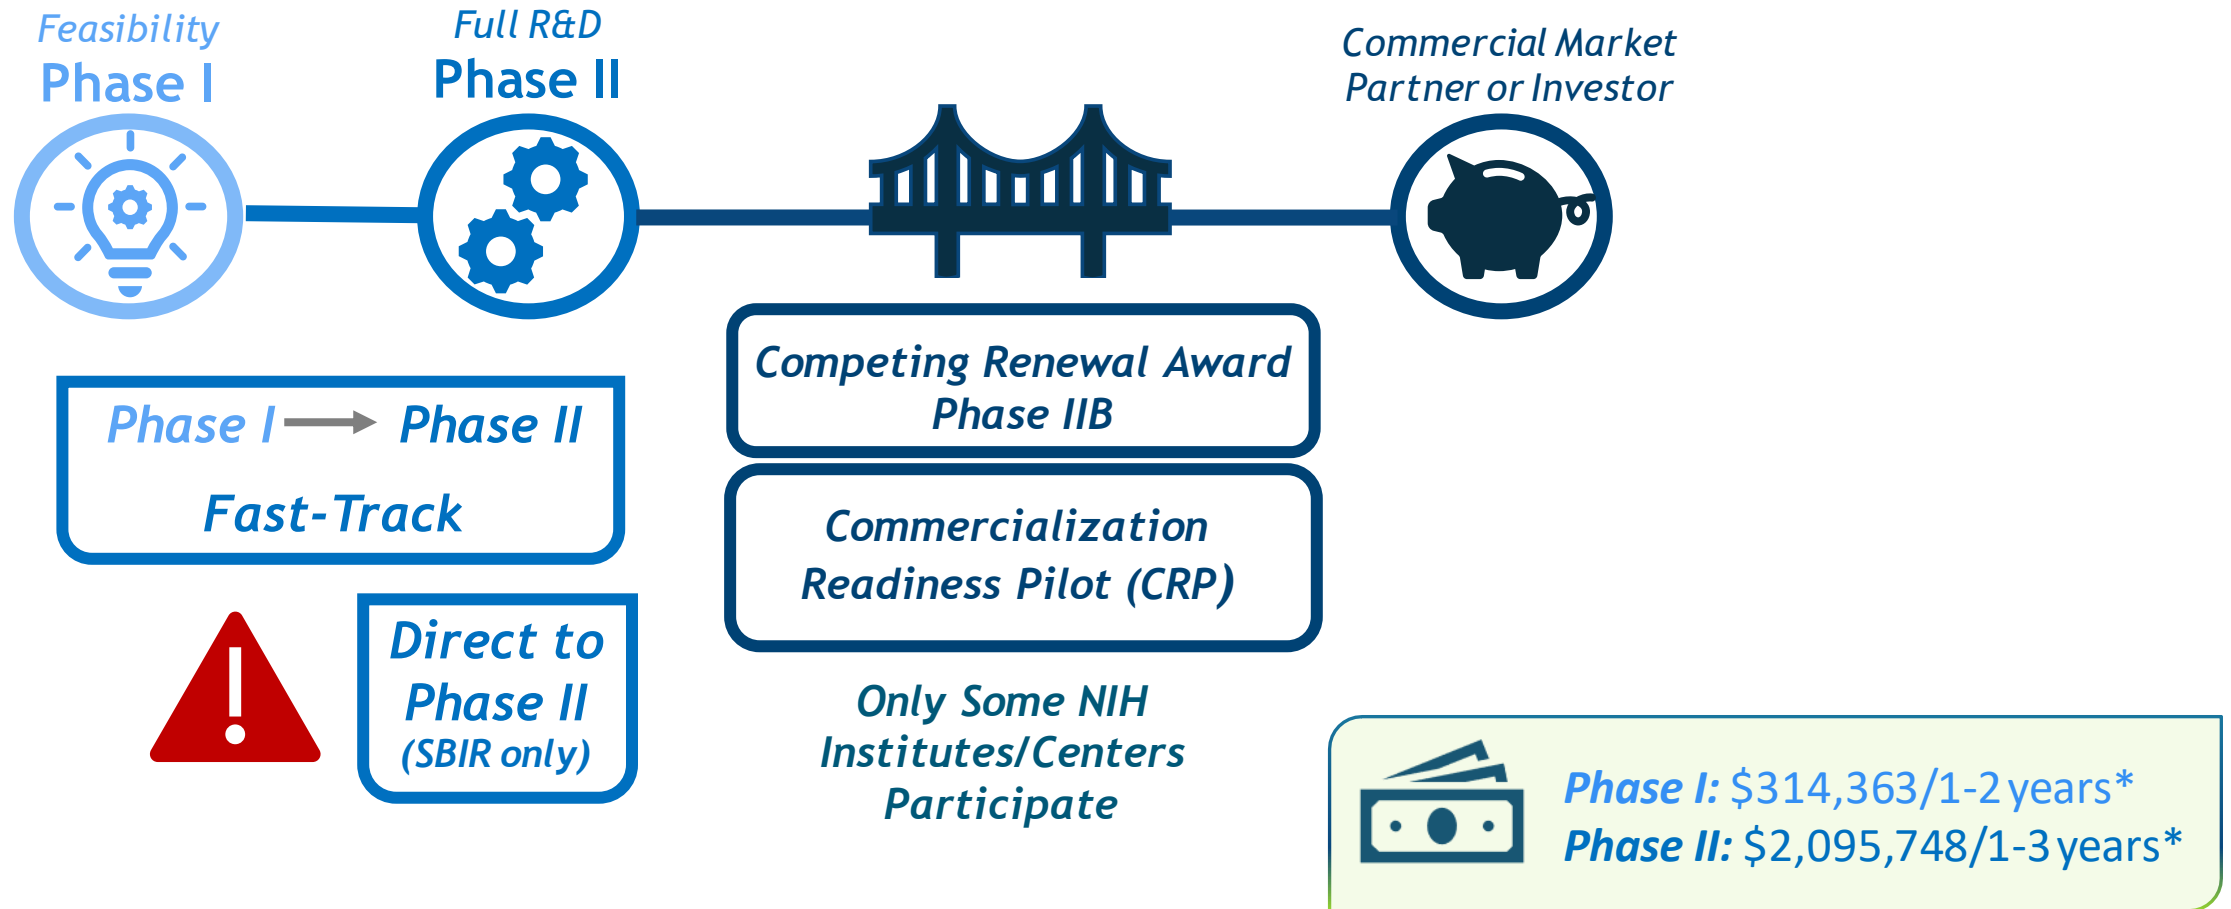 Feasibility
Phase I
Full R&D
Phase II
Commercial Market
Partner or Investor
Phase I → Phase II
Fast-Track
Direct to
Phase II
(SBIR only)
Competing Renewal Award
Phase IIB
Commercialization
Readiness Pilot (CRP)
Only Some NIH
Institutes/Centers
Participate
Phase I: $314,363/1-2 years*
Phase II: $2,095,748/1-3 years*